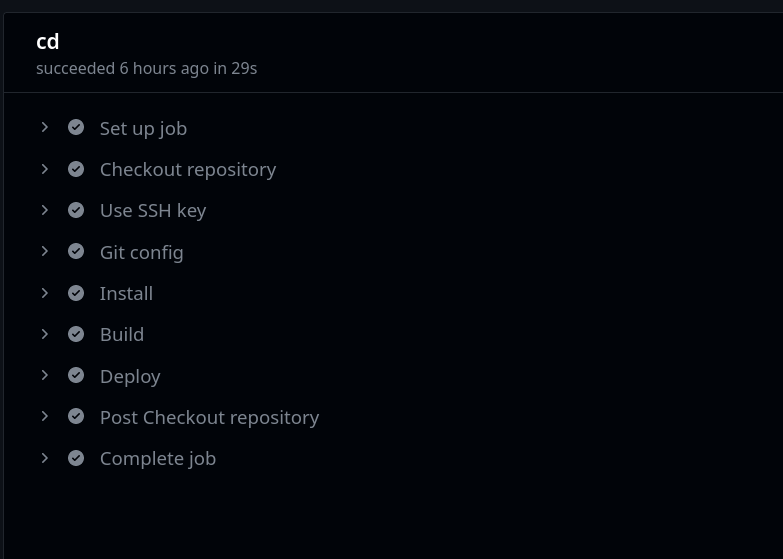 cd
succeeded 6 hours ago in 29s
Set up job
Checkout repository
Use SSH key
Git config
Install
Build
Deploy
Post Checkout repository
Complete job